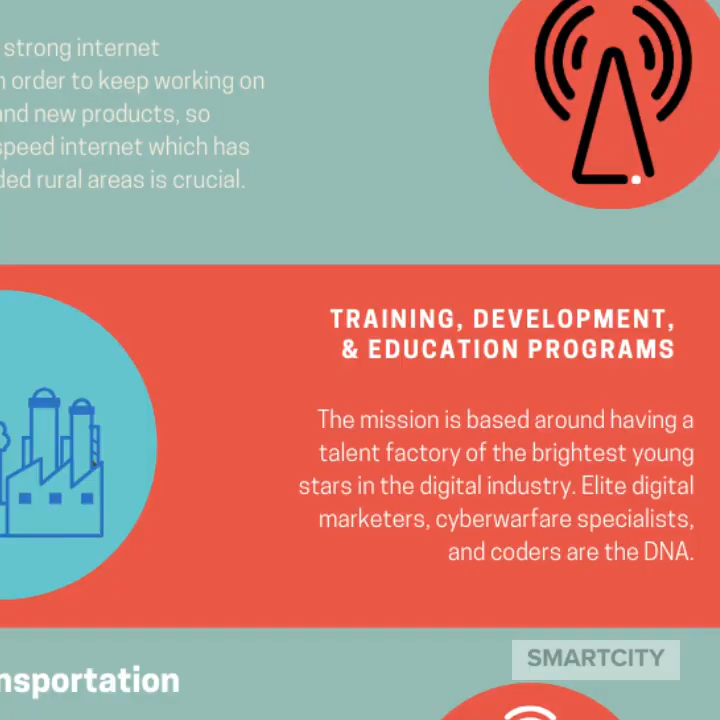 strong internet
order to keep working on
and new products, so
speed internet which has
rural areas is crucial.
TRAINING, DEVELOPMENT,
& EDUCATION PROGRAMS
The mission is based around having a
talent factory of the brightest young
stars in the digital industry. Elite digital
marketers, cyberwarfare specialists,
and coders are the DNA.
SMARTCITY
nsportation